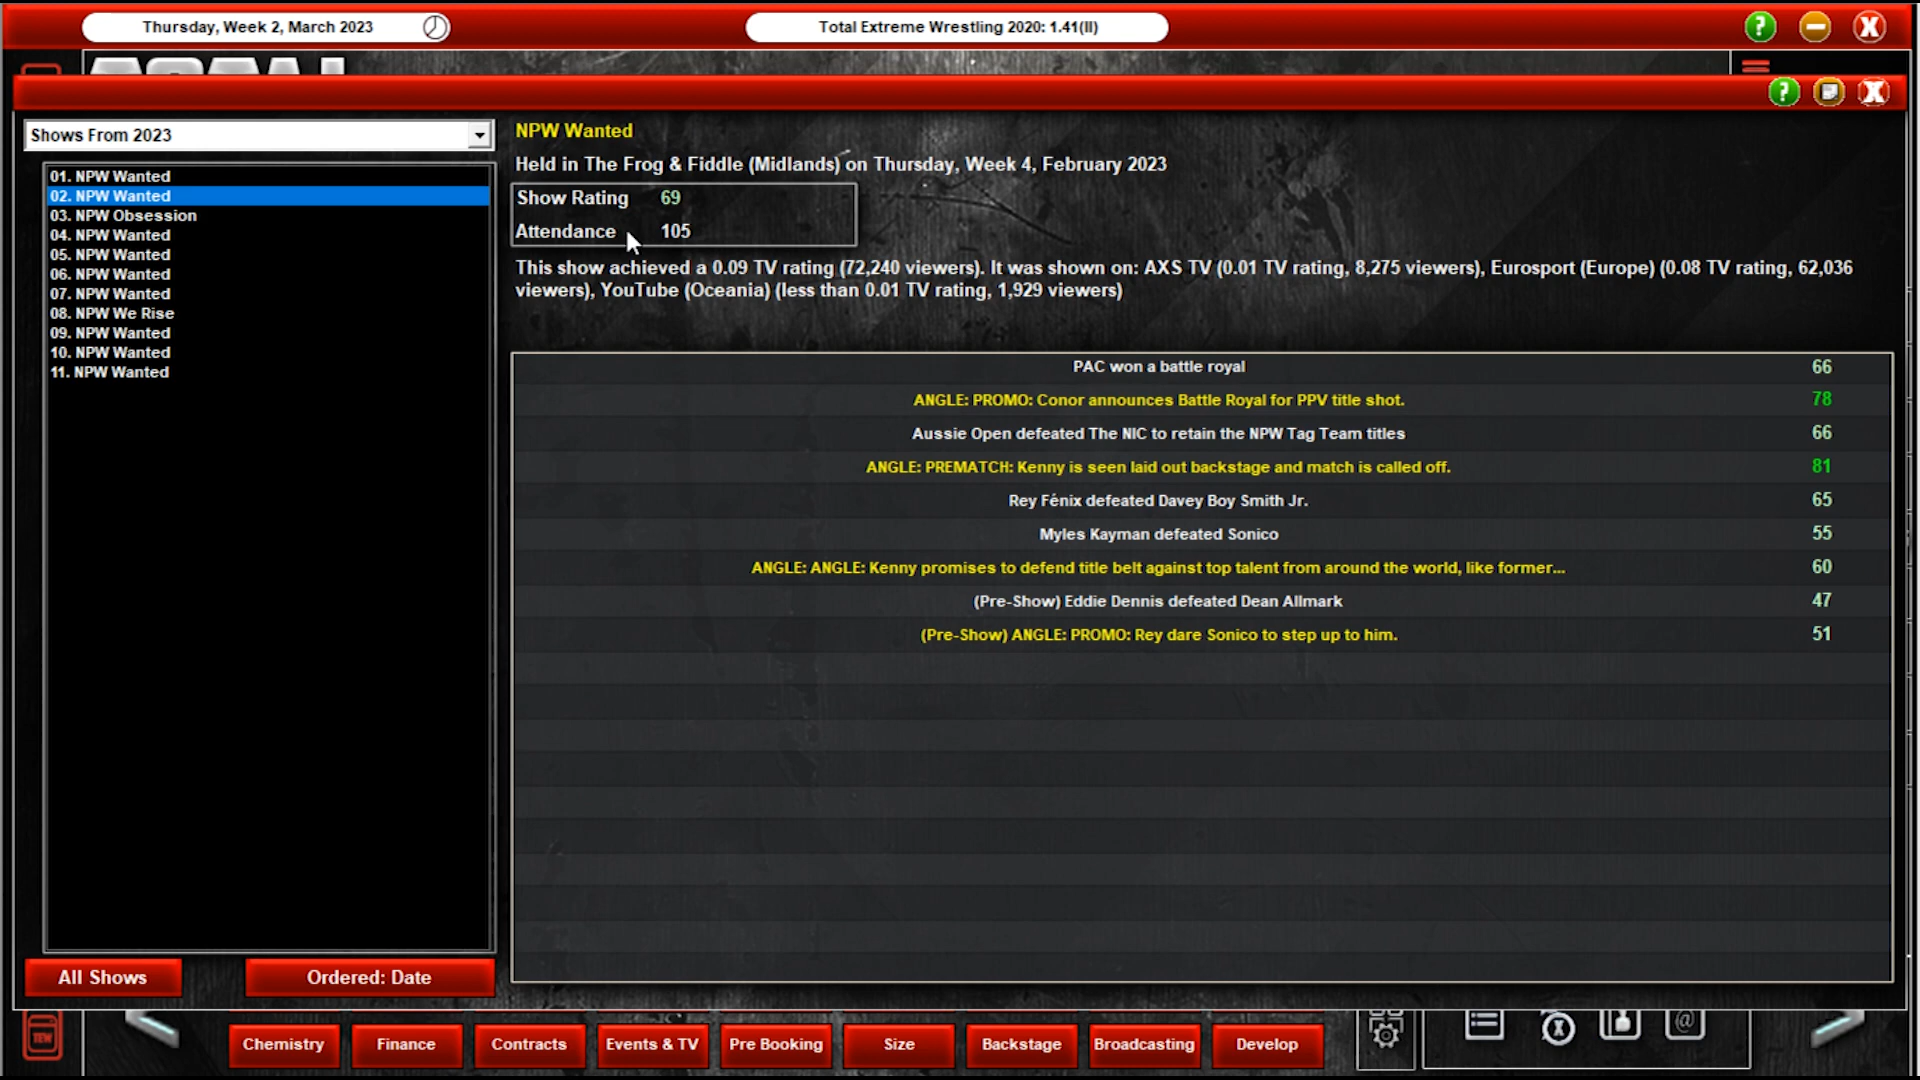 Thursday, Week 2, March 2023
Total Extreme Wrestling 2020: 1.41(II)
Shows From 2023
01. NPW Wanted
02. NPW Wanted
03. NPW Obsession
04. NPW Wanted
05. NPW Wanted
06. NPW Wanted
07. NPW Wanted
08. NPW We Rise
09. NPW Wanted
10. NPW Wanted
11. NPW Wanted
All Shows
Ordered: Date
NPW Wanted
Held in The Frog & Fiddle (Midlands) on Thursday, Week 4, February 2023
Show Rating 69
Attendance 105
This show achieved a 0.09 TV rating (72,240 viewers). It was shown on: AXS TV (0.01 TV rating, 8,275 viewers), Eurosport (Europe) (0.08 TV rating, 62,036
viewers), YouTube (Oceania) (less than 0.01 TV rating, 1,929 viewers)
PAC won a battle royal 66
ANGLE: PROMO: Conor announces Battle Royal for PPV title shot. 78
Aussie Open defeated The NIC to retain the NPW Tag Team titles 66
ANGLE: PREMATCH: Kenny is seen laid out backstage and match is called off. 81
Rey Fénix defeated Davey Boy Smith Jr. 65
Myles Kayman defeated Sonico 55
ANGLE: ANGLE: Kenny promises to defend title belt against top talent from around the world, like former... 60
(Pre-Show) Eddie Dennis defeated Dean Allmark 47
(Pre-Show) ANGLE: PROMO: Rey dare Sonico to step up to him. 51
TEW
Chemistry
Finance
Contracts
Events & TV
Pre Booking
Size
Backstage
Broadcasting
Develop